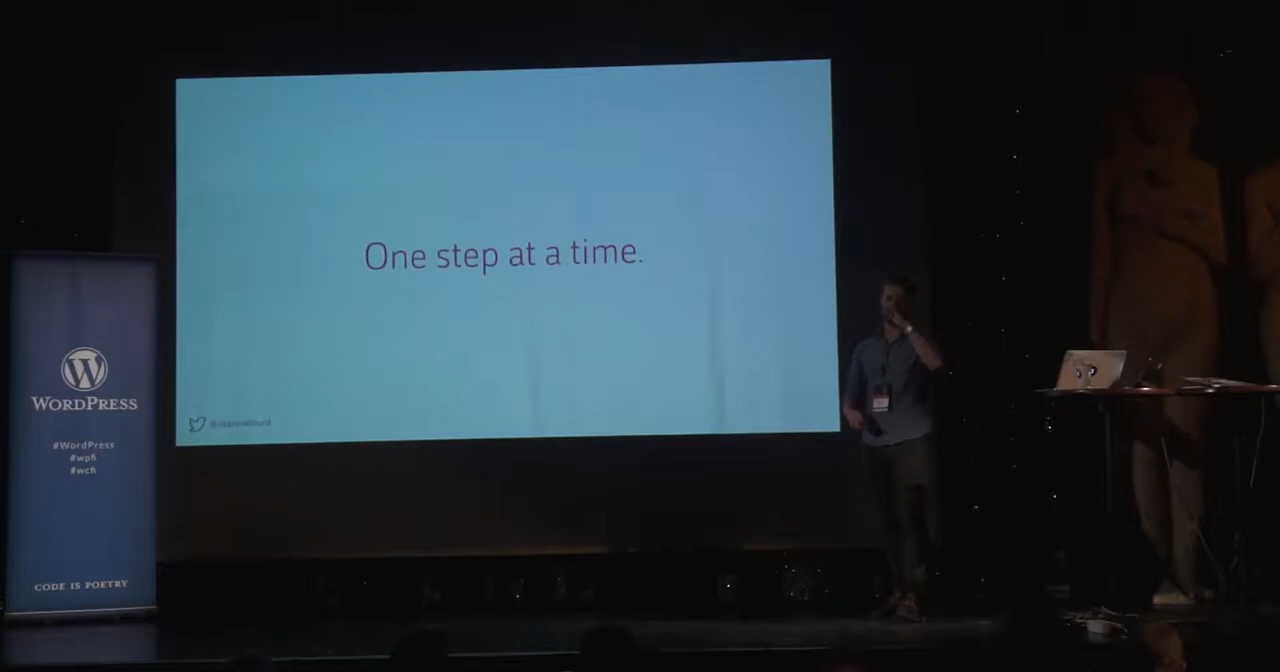 One step at a time.
WORDPRESS
#WordPress
#wpfi
#wcfi
CODE IS POETRY